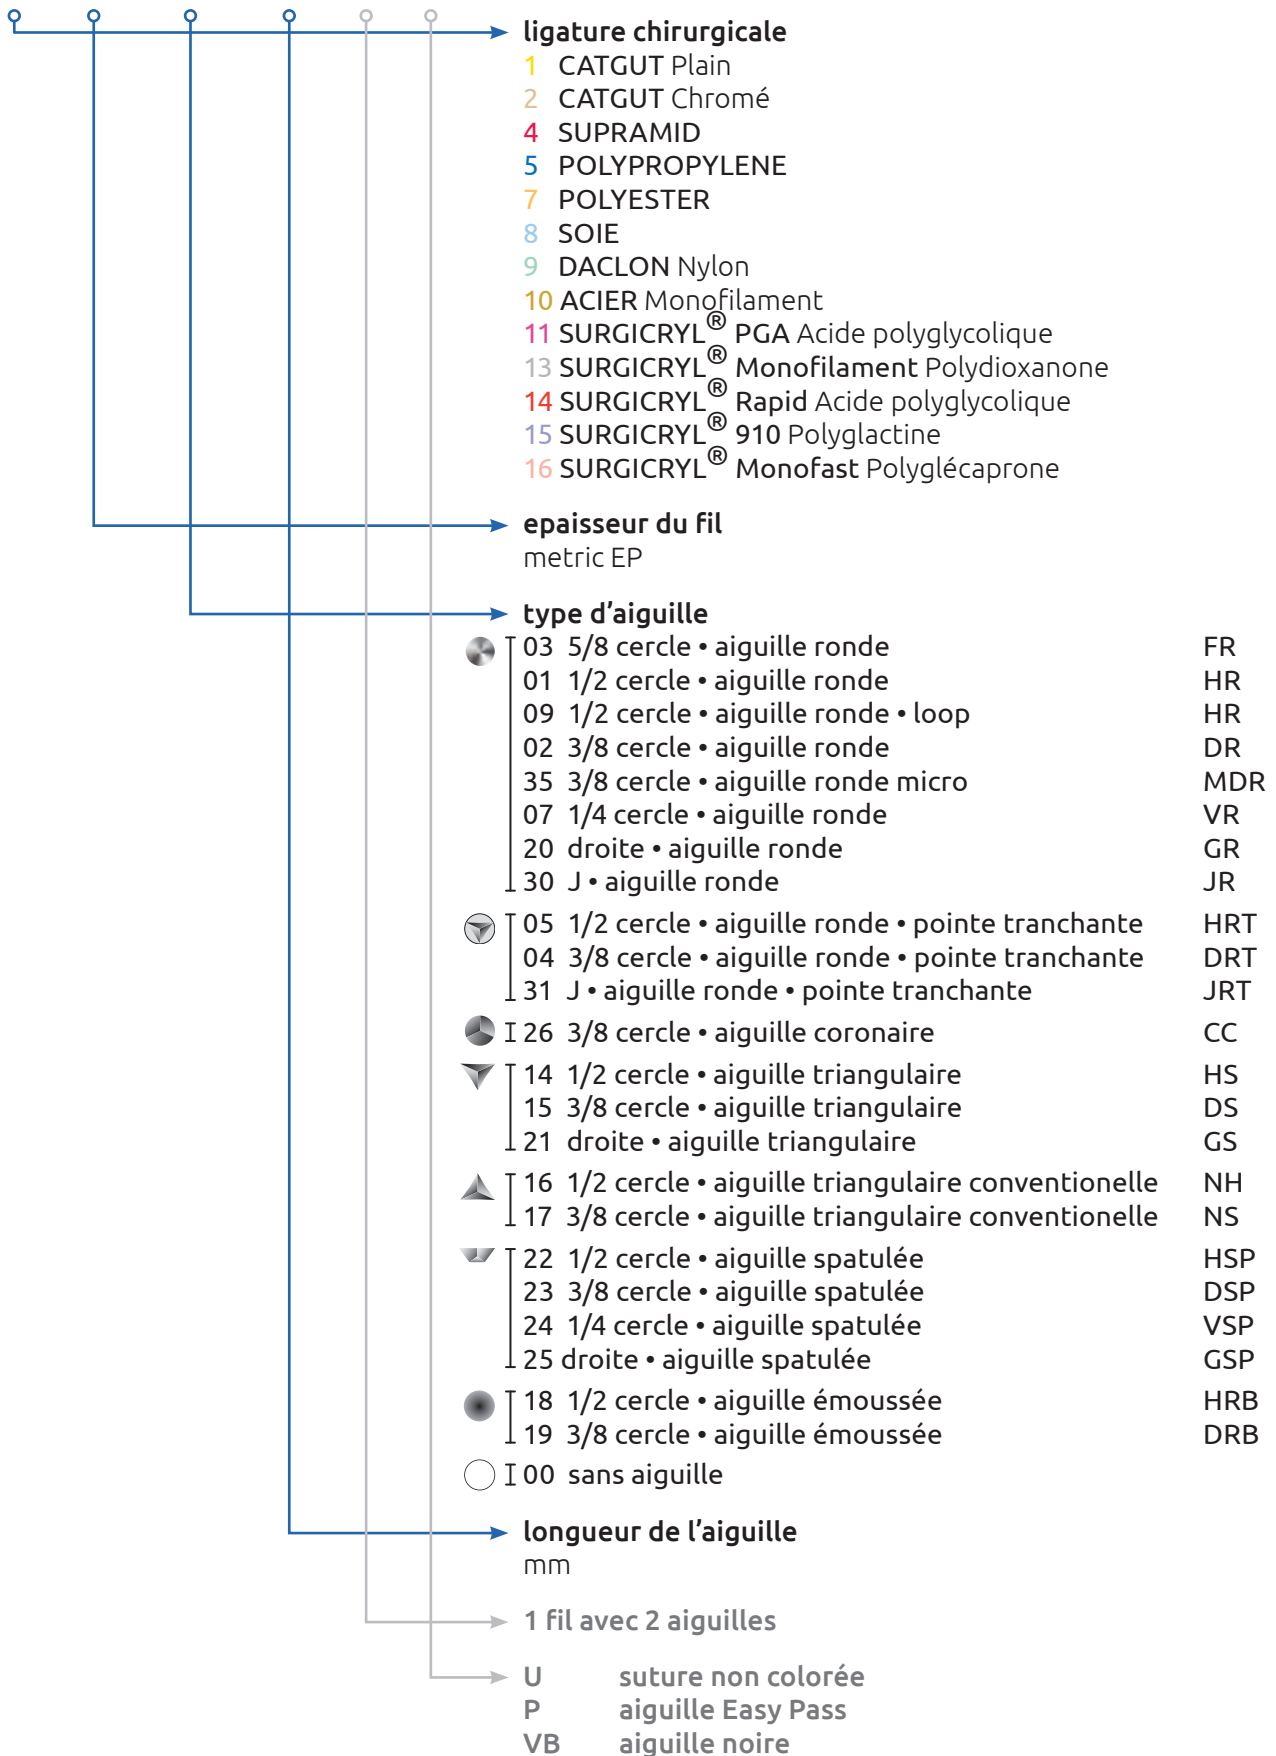 ligature chirurgicale
1 CATGUT Plain
2 CATGUT Chromé
4 SUPRAMID
5 POLYPROPYLENE
7 POLYESTER
8 SOIE
9 DACLON Nylon
10 ACIER Monofilament
11 SURGICRYL® PGA Acide polyglycolique
13 SURGICRYL® Monofilament Polydioxanone
14 SURGICRYL® Rapid Acide polyglycolique
15 SURGICRYL® 910 Polyglactine
16 SURGICRYL® Monofast Polyglécaprone
epaisseur du fil
metric EP
type d’aiguille
03 5/8 cercle • aiguille ronde FR
01 1/2 cercle • aiguille ronde HR
09 1/2 cercle • aiguille ronde • loop HR
02 3/8 cercle • aiguille ronde DR
35 3/8 cercle • aiguille ronde micro MDR
07 1/4 cercle • aiguille ronde VR
20 droite • aiguille ronde GR
30 J • aiguille ronde JR
05 1/2 cercle • aiguille ronde • pointe tranchante HRT
04 3/8 cercle • aiguille ronde • pointe tranchante DRT
31 J • aiguille ronde • pointe tranchante JRT
26 3/8 cercle • aiguille coronaire CC
14 1/2 cercle • aiguille triangulaire HS
15 3/8 cercle • aiguille triangulaire DS
21 droite • aiguille triangulaire GS
16 1/2 cercle • aiguille triangulaire conventionelle NH
17 3/8 cercle • aiguille triangulaire conventionelle NS
22 1/2 cercle • aiguille spatulée HSP
23 3/8 cercle • aiguille spatulée DSP
24 1/4 cercle • aiguille spatulée VSP
25 droite • aiguille spatulée GSP
18 1/2 cercle • aiguille émoussée HRB
19 3/8 cercle • aiguille émoussée DRB
00 sans aiguille
longueur de l’aiguille
mm
1 fil avec 2 aiguilles
U suture non colorée
P aiguille Easy Pass
VB aiguille noire